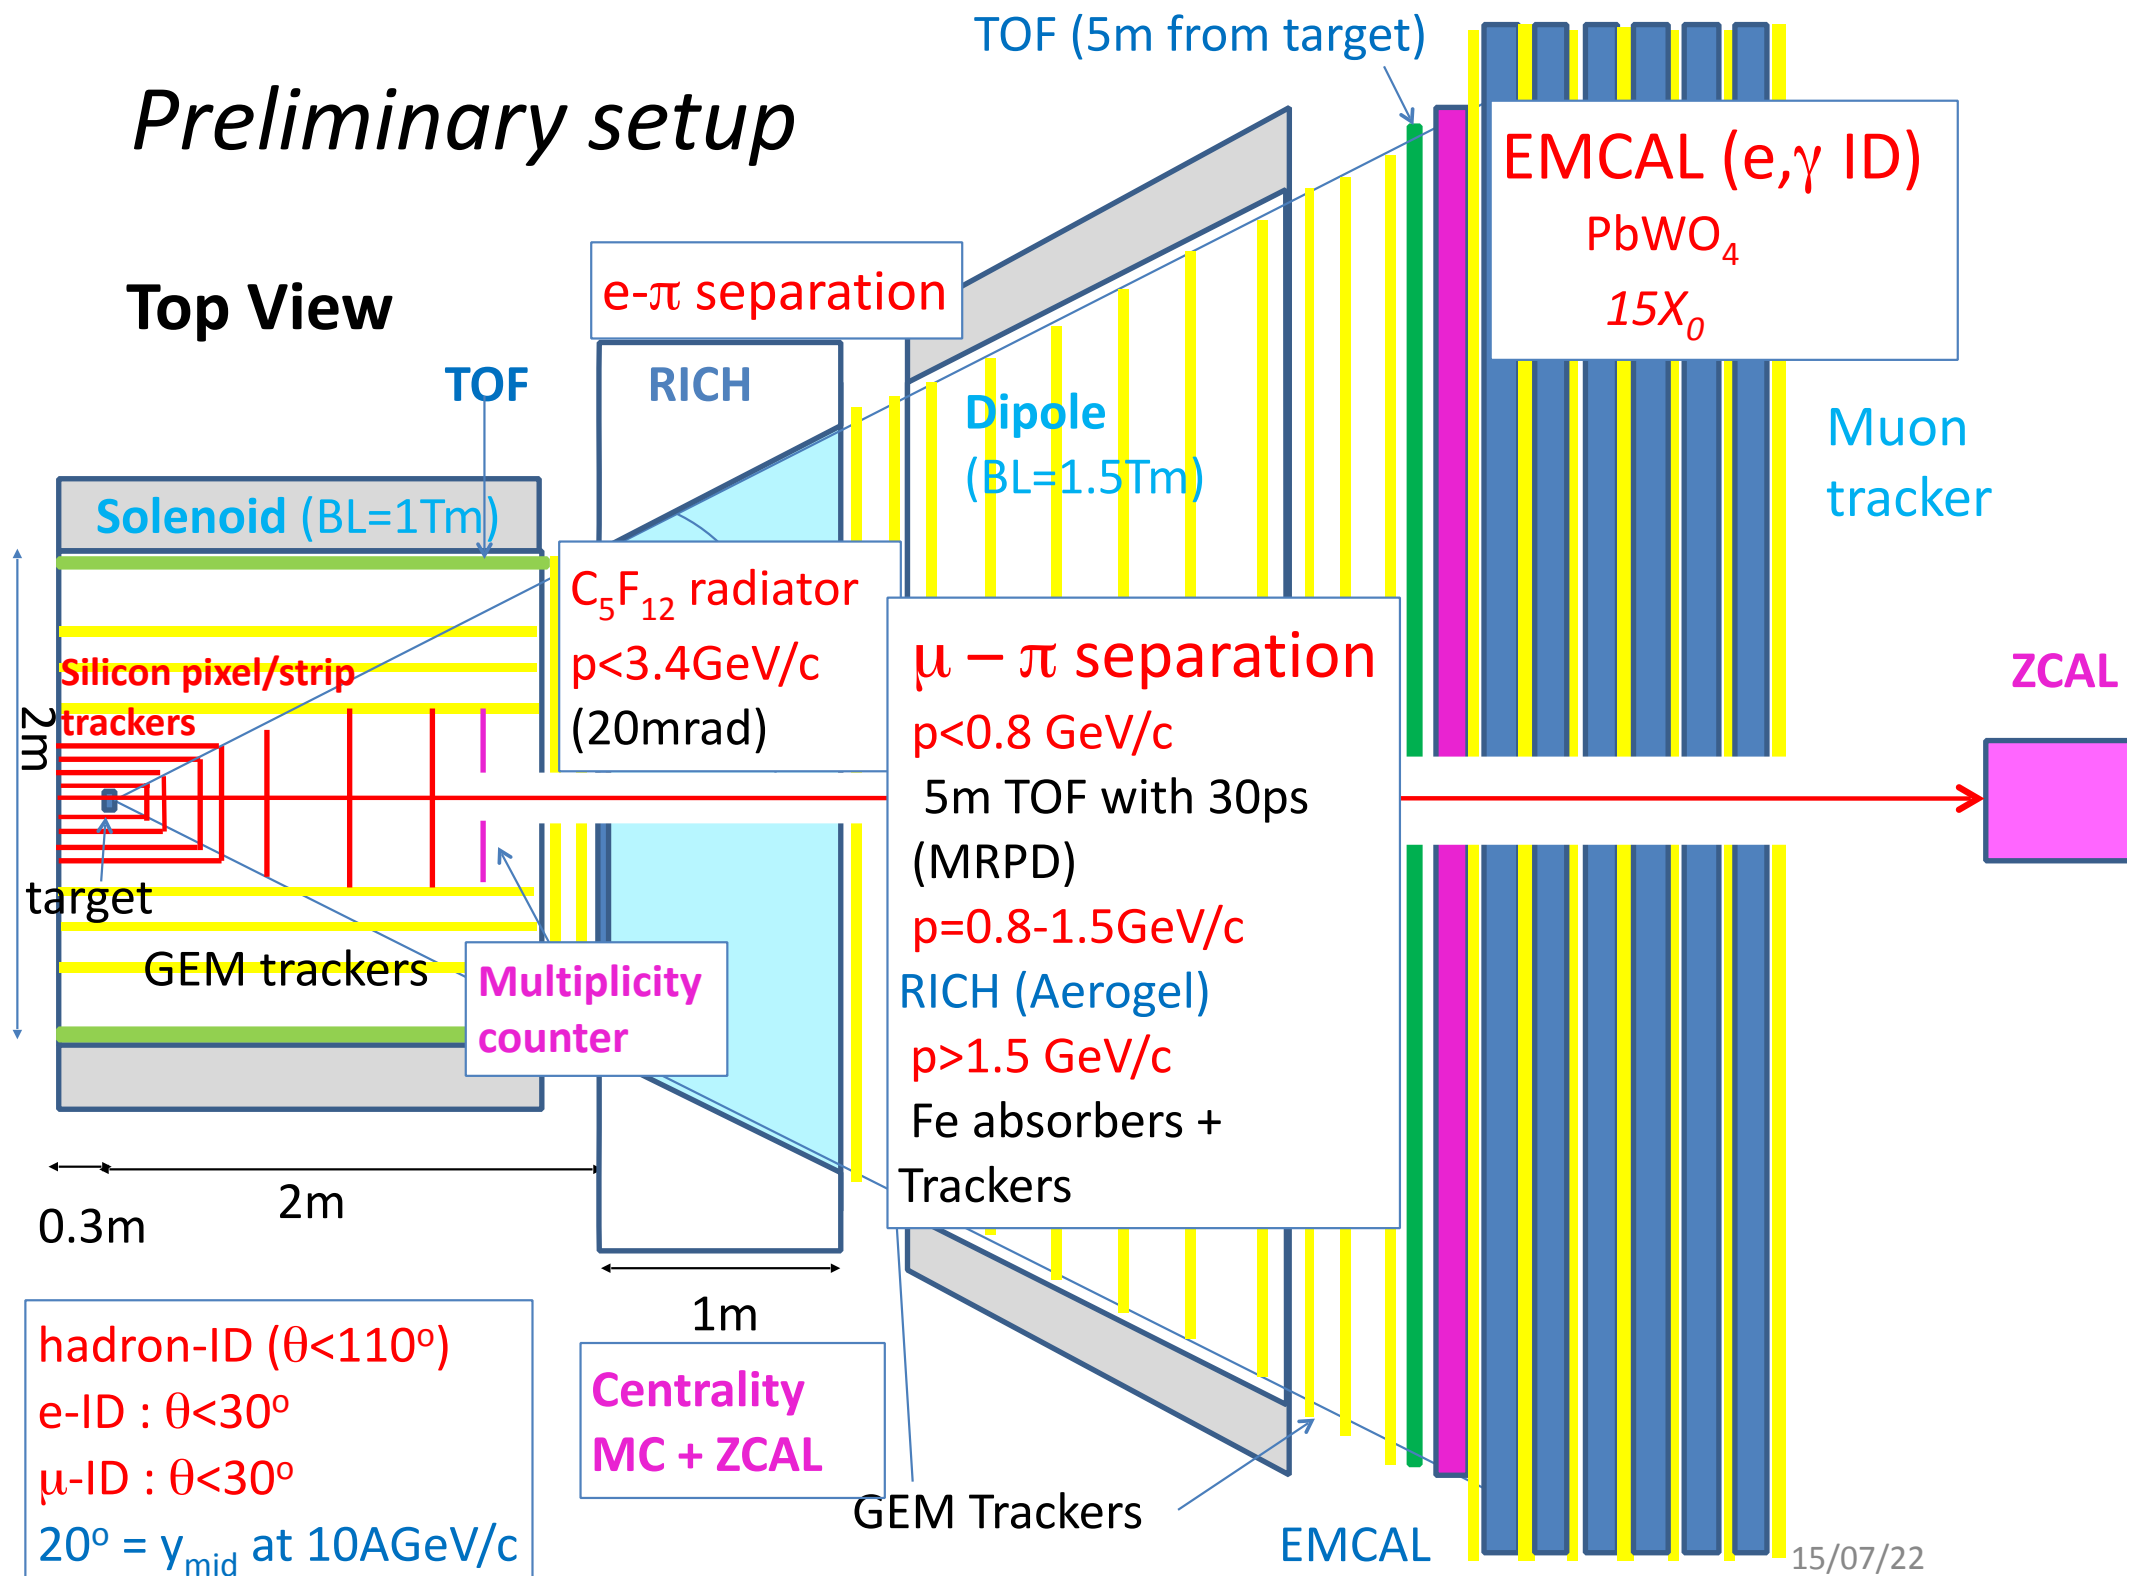 TOF (5m from target)
Preliminary setup
EMCAL (e,γ ID)
PbWO4
15X0
Top View
e-π separation
TOF
RICH
Dipole
(BL=1.5Tm)
Muon
tracker
Solenoid (BL=1Tm)
C5F12 radiator
p<3.4GeV/c
(20mrad)
Silicon pixel/strip
trackers
2m
μ – π separation
p<0.8 GeV/c
5m TOF with 30ps
(MRPD)
p=0.8-1.5GeV/c
RICH (Aerogel)
p>1.5 GeV/c
Fe absorbers +
Trackers
ZCAL
target
GEM trackers
Multiplicity
counter
2m
0.3m
1m
hadron-ID (θ<110º)
e-ID : θ<30º
μ-ID : θ<30º
20º = ymid at 10AGeV/c
Centrality
MC + ZCAL
GEM Trackers
EMCAL
15/07/22